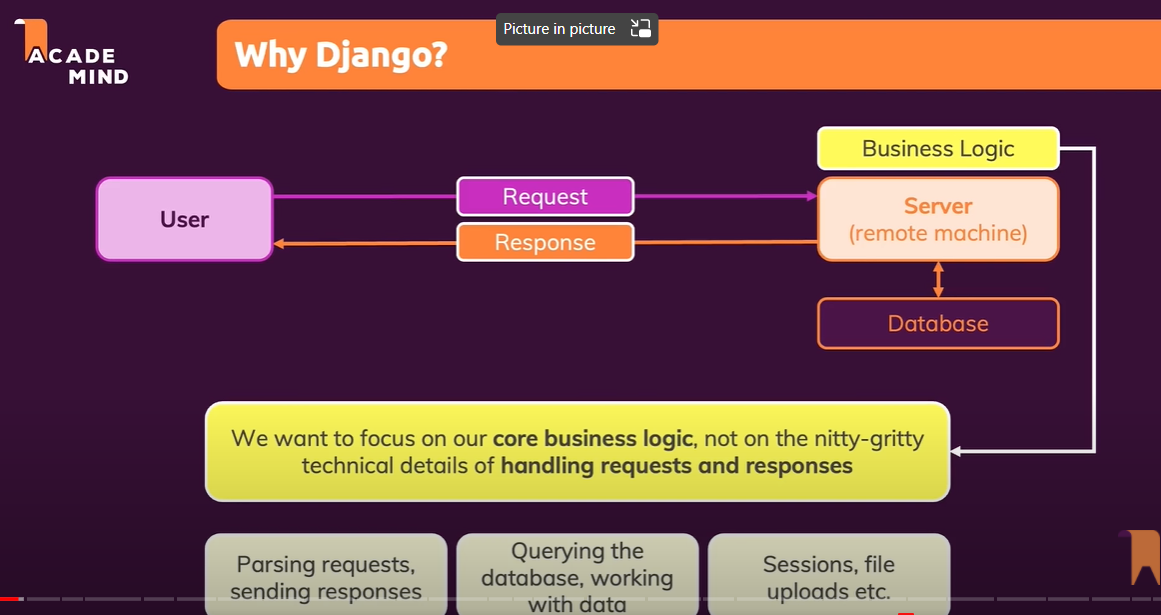 ACADE
MIND
Picture in picture
Why Django?
Business Logic
User
Request
Response
Server
(remote machine)
Database
We want to focus on our core business logic, not on the nitty-gritty
technical details of handling requests and responses
Parsing requests,
sending responses
Querying the
database, working
with data
Sessions, file
uploads etc.